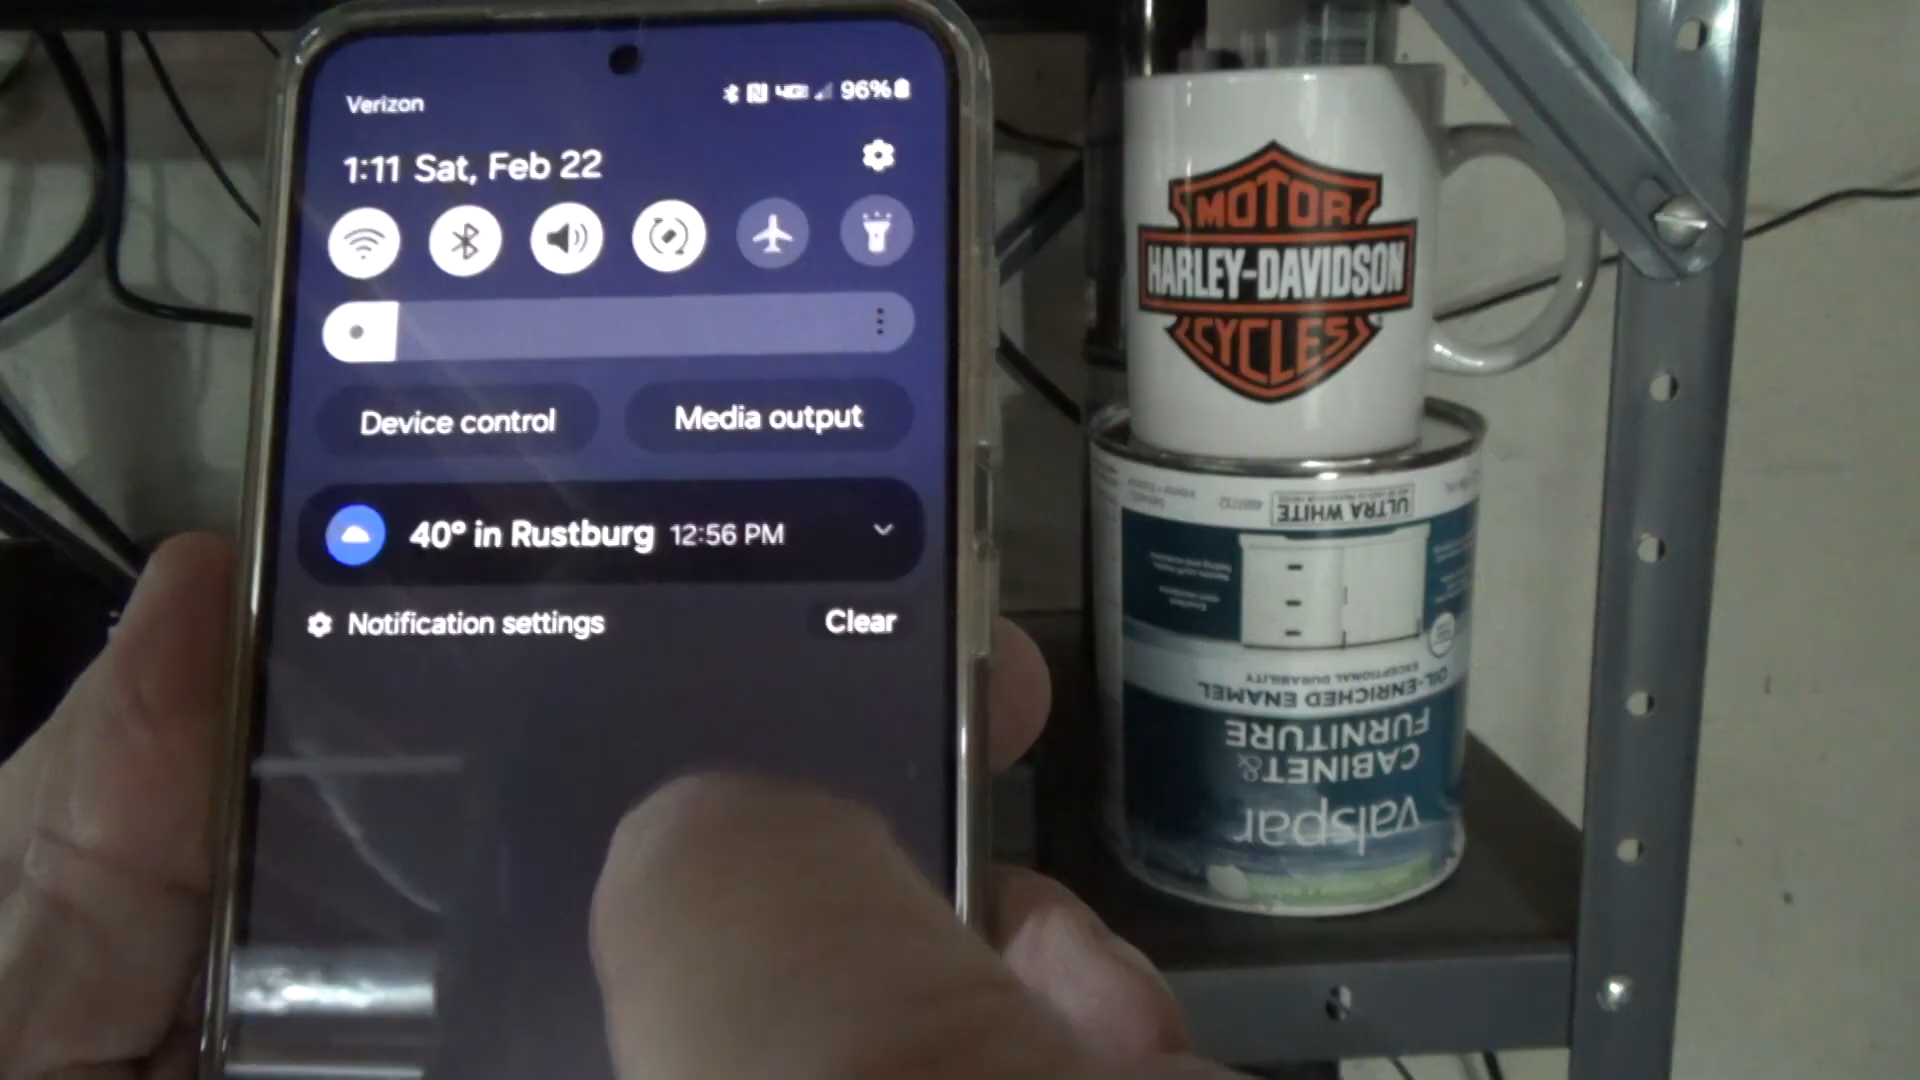 Verizon
4G 96%
1:11 Sat, Feb 22
Device control
Media output
40° in Rustburg 12:56 PM
Notification settings
Clear
MOTOR
HARLEY-DAVIDSON
CYCLES
valspar
CABINET &
FURNITURE
OIL-ENRICHED ENAMEL
EXCEPTIONAL DURABILITY
ULTRA WHITE